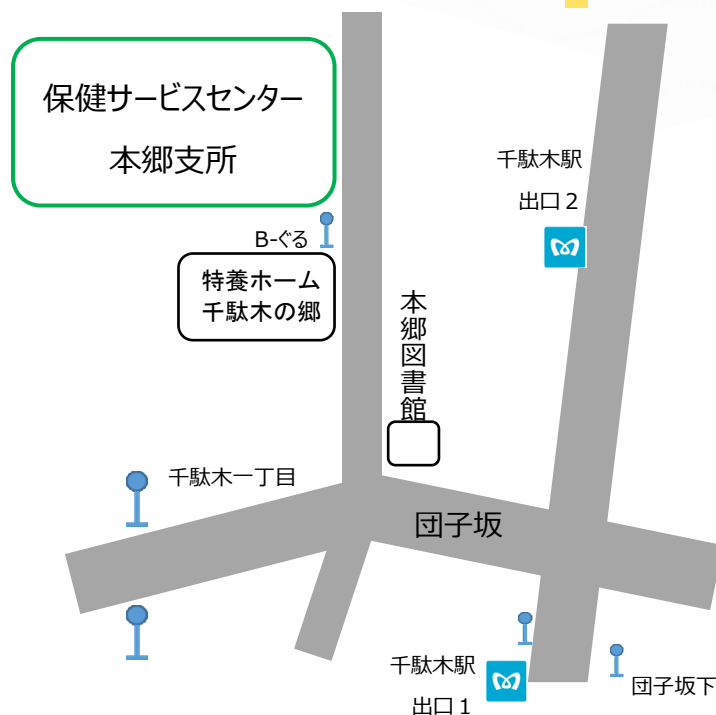 保健サービスセンター
本郷支所
千駄木駅
出口２
B-ぐる
特養ホーム
千駄木の郷
本郷図書館
千駄木一丁目
団子坂
千駄木駅
出口１
団子坂下